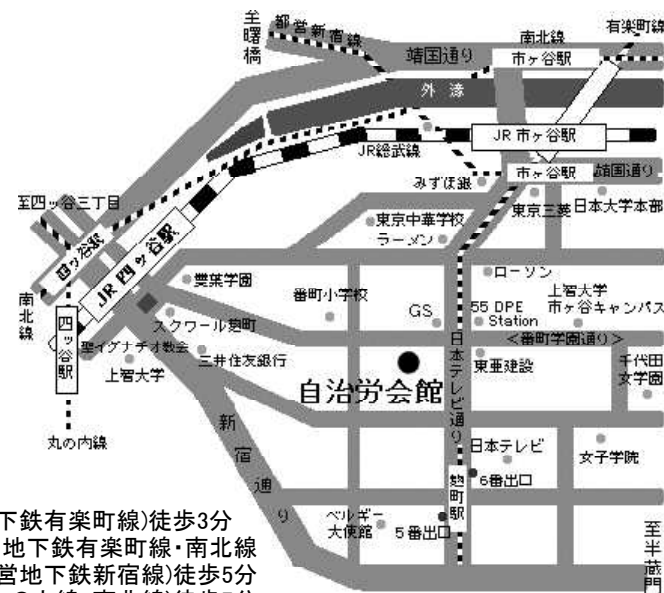 至曙橋
都営新宿線
靖国通り
南北線
市ヶ谷駅
有楽町線
外濠
JR総武線
JR 市ヶ谷駅
市ヶ谷駅
靖国通り
みずほ銀
東京三菱
日本大学本部
至四ッ谷三丁目
四ッ谷駅
JR 四ッ谷駅
南北線
四ッ谷駅
丸の内線
東京中華学校
ラーメン
雙葉学園
番町小学校
ローソン
上智大学
市ヶ谷キャンパス
GS
55 DPE
Station
スクワール麹町
聖イグナチオ教会
上智大学
三井住友銀行
<番町学園通り>
東亜建設
千代田
女学園
自治労会館
日本テレビ通り
新宿通り
日本テレビ
女子学院
6番出口
麹町駅
ベルギー
大使館
5番出口
至半蔵門
下鉄有楽町線)徒歩3分
地下鉄有楽町線・南北線
営地下鉄新宿線)徒歩5分